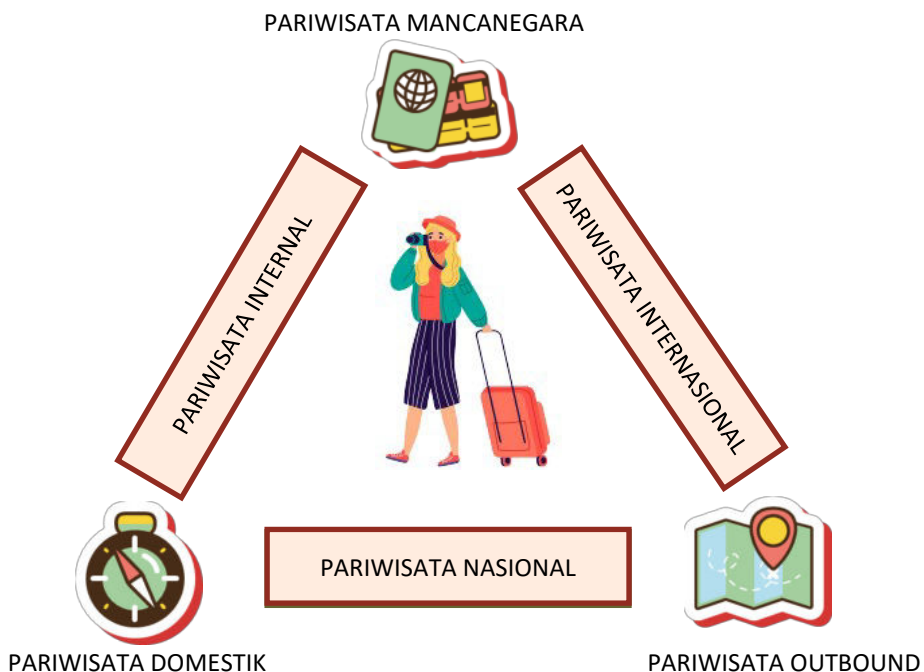 PARIWISATA MANCANEGARA
PARIWISATA INTERNAL
PARIWISATA INTERNASIONAL
PARIWISATA NASIONAL
PARIWISATA DOMESTIK
PARIWISATA OUTBOUND